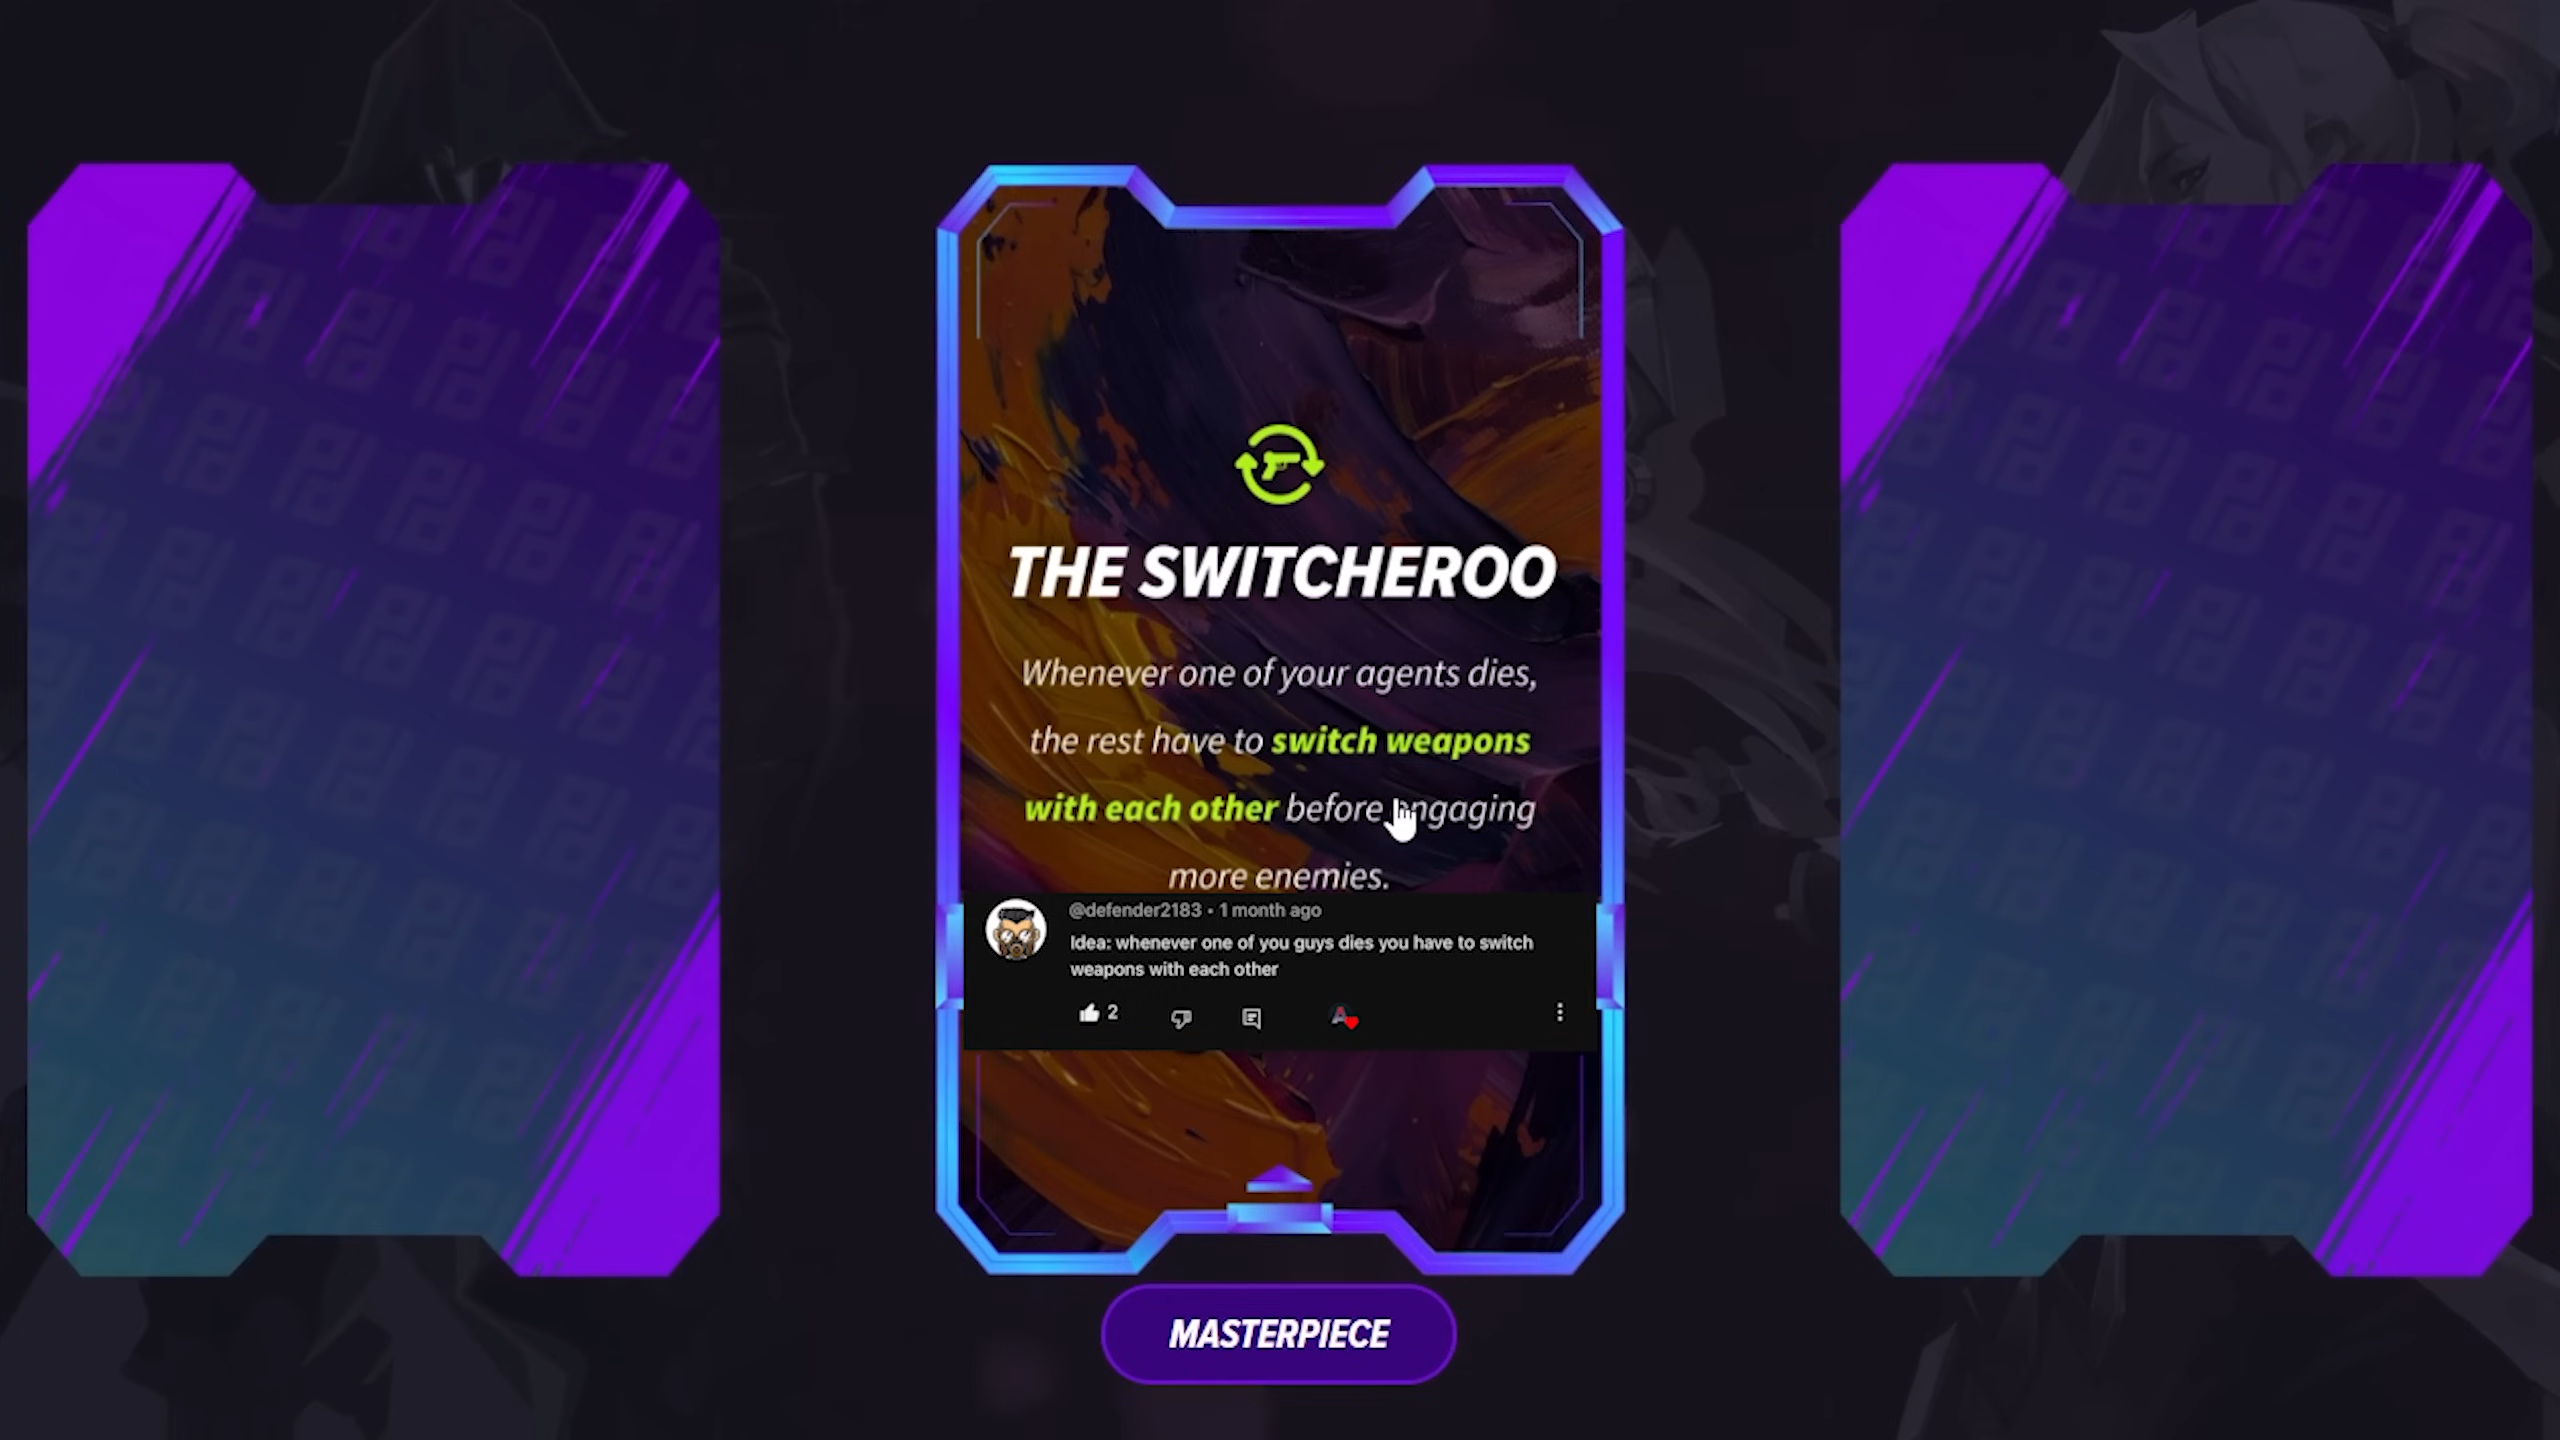 THE SWITCHEROO
Whenever one of your agents dies,
the rest have to switch weapons
with each other before engaging
more enemies.
@defender2183 • 1 month ago
Idea: whenever one of you guys dies you have to switch
weapons with each other
2
MASTERPIECE